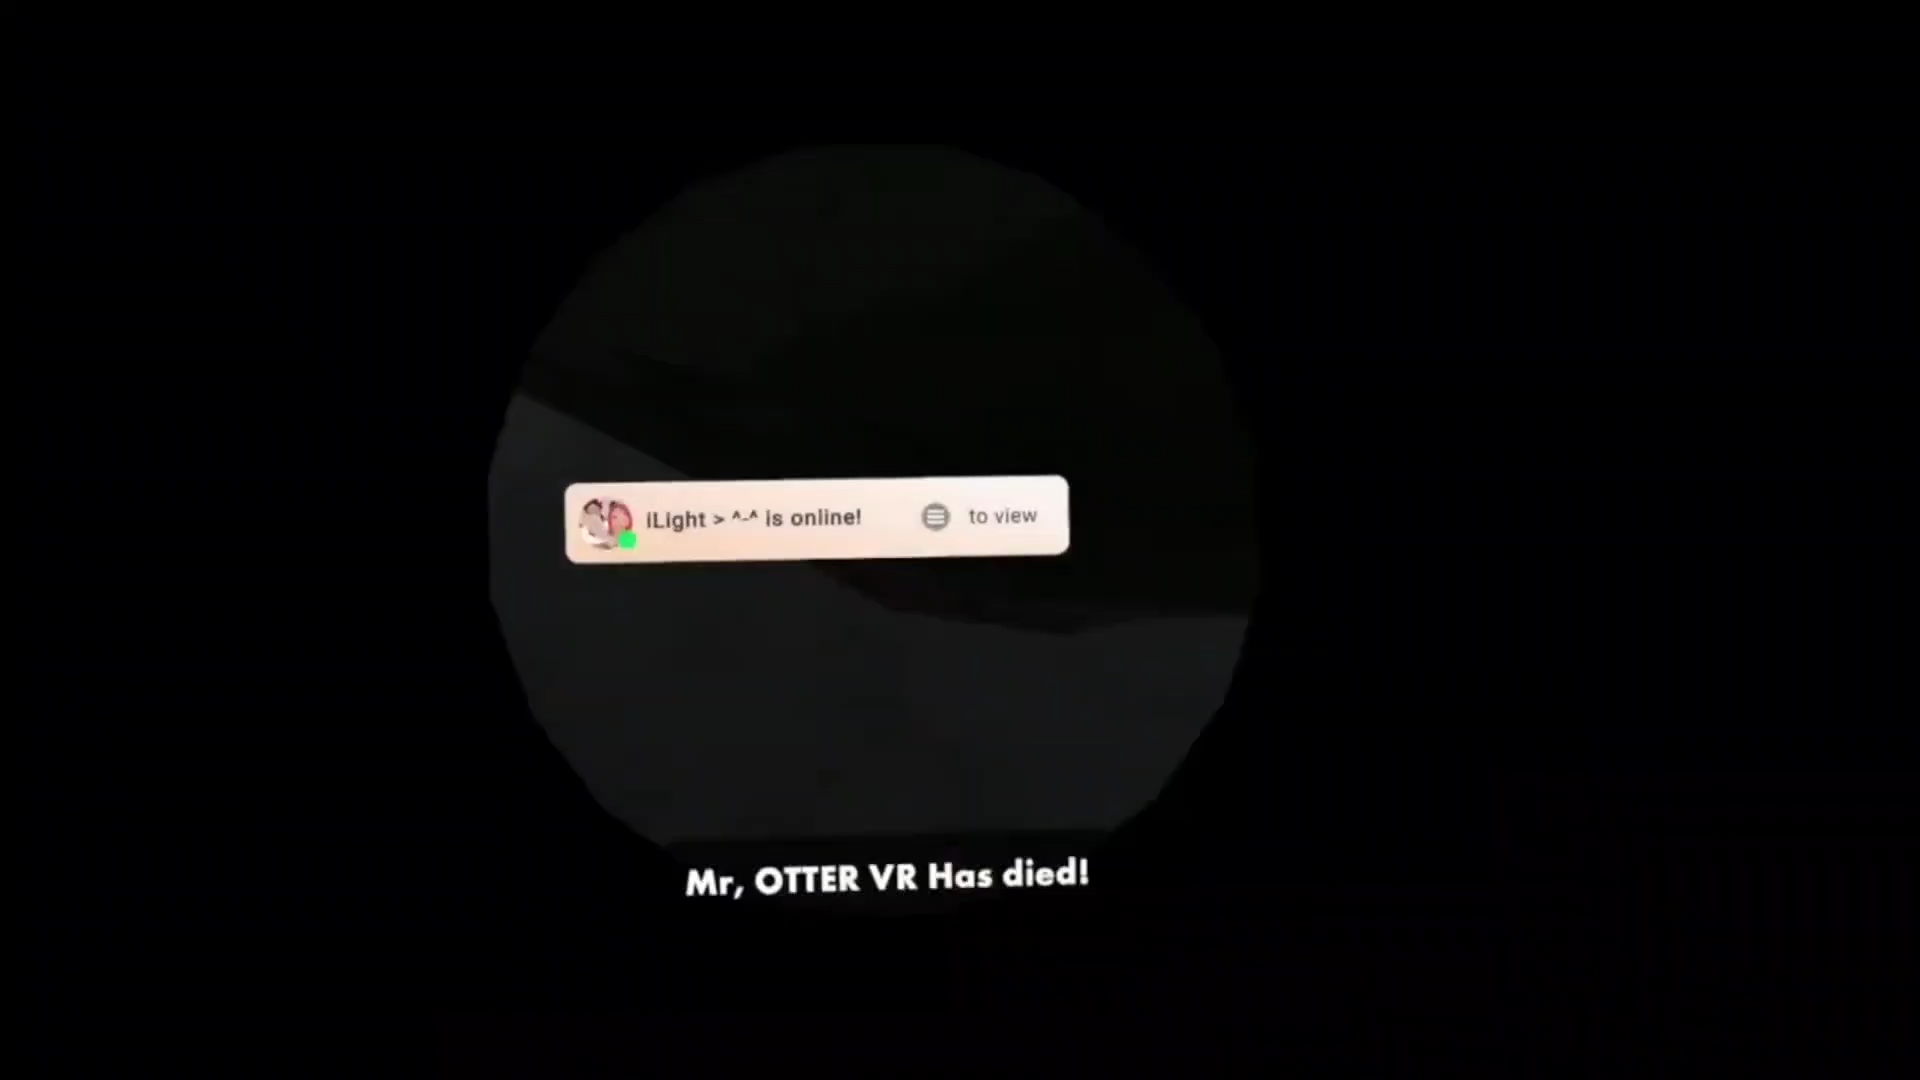 iLight > ^-^ is online! to view
Mr, OTTER VR Has died!